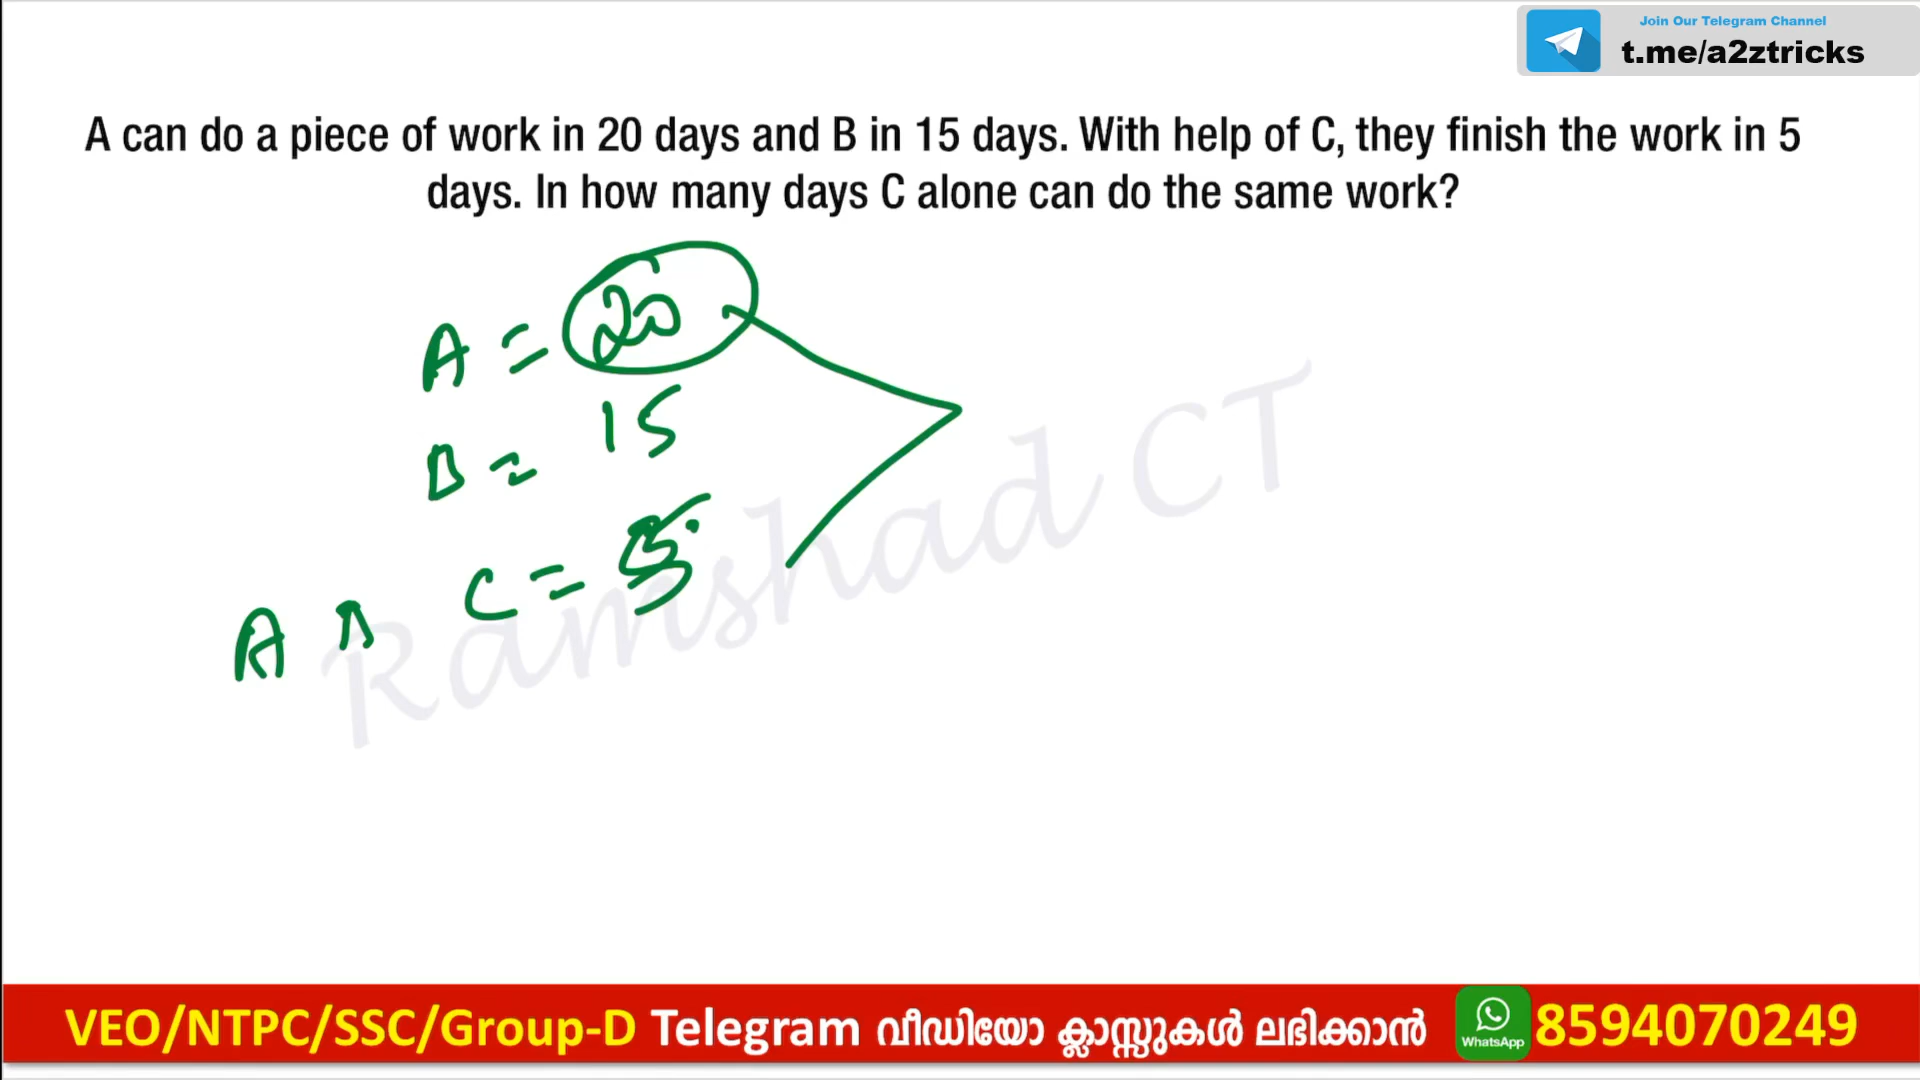 Join Our Telegram Channel
t.me/a2ztricks
A can do a piece of work in 20 days and B in 15 days. With help of C, they finish the work in 5
days. In how many days C alone can do the same work?
A = 20
B = 15
A B C = 5
Ramshad CT
VEO/NTPC/SSC/Group-D Telegram വീഡിയോ ക്ലാസ്സുകൾ ലഭിക്കാൻ WhatsApp 8594070249